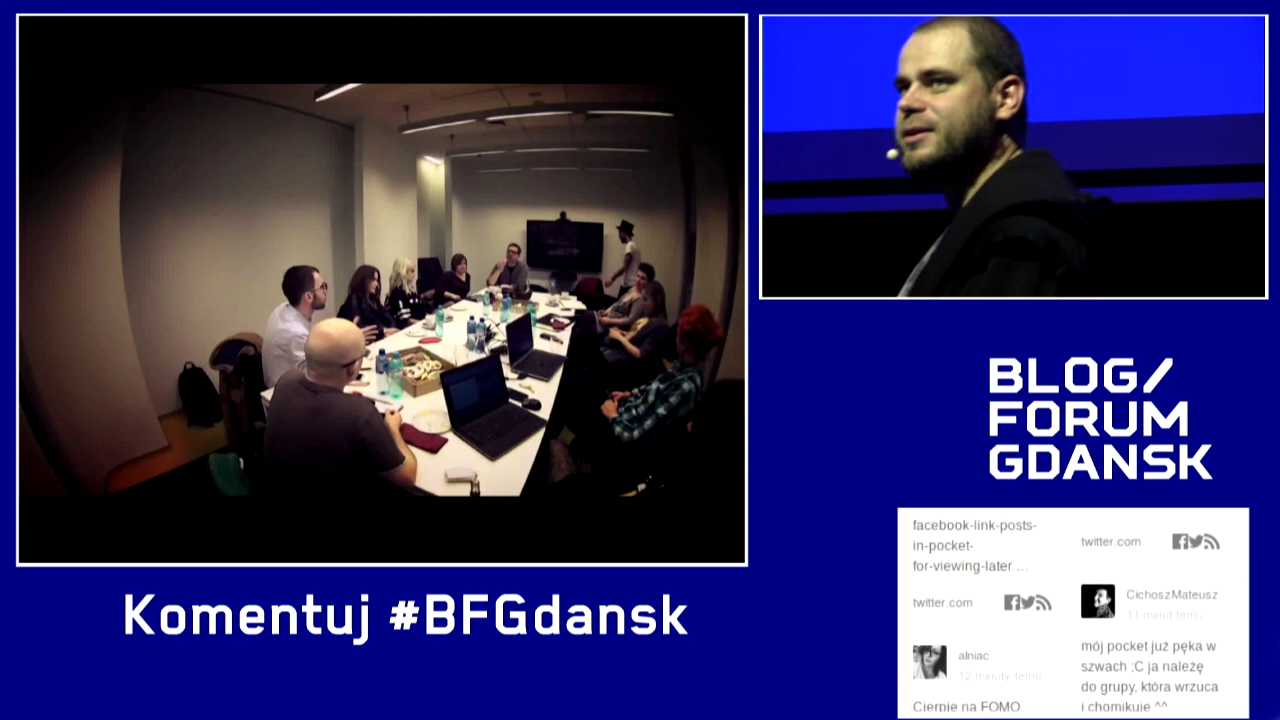 BLOG/
FORUM
GDANSK
Komentuj #BFGdansk
facebook-link-posts-
in-pocket-
for-viewing-later ...
twitter.com
alniac
12 minuty temu
Cierpię na FOMO
twitter.com
CichoszMateusz
11 minut temu
mój pocket już pęka w
szwach ;C ja należę
do grupy, która wrzuca
i chomikuje ^^